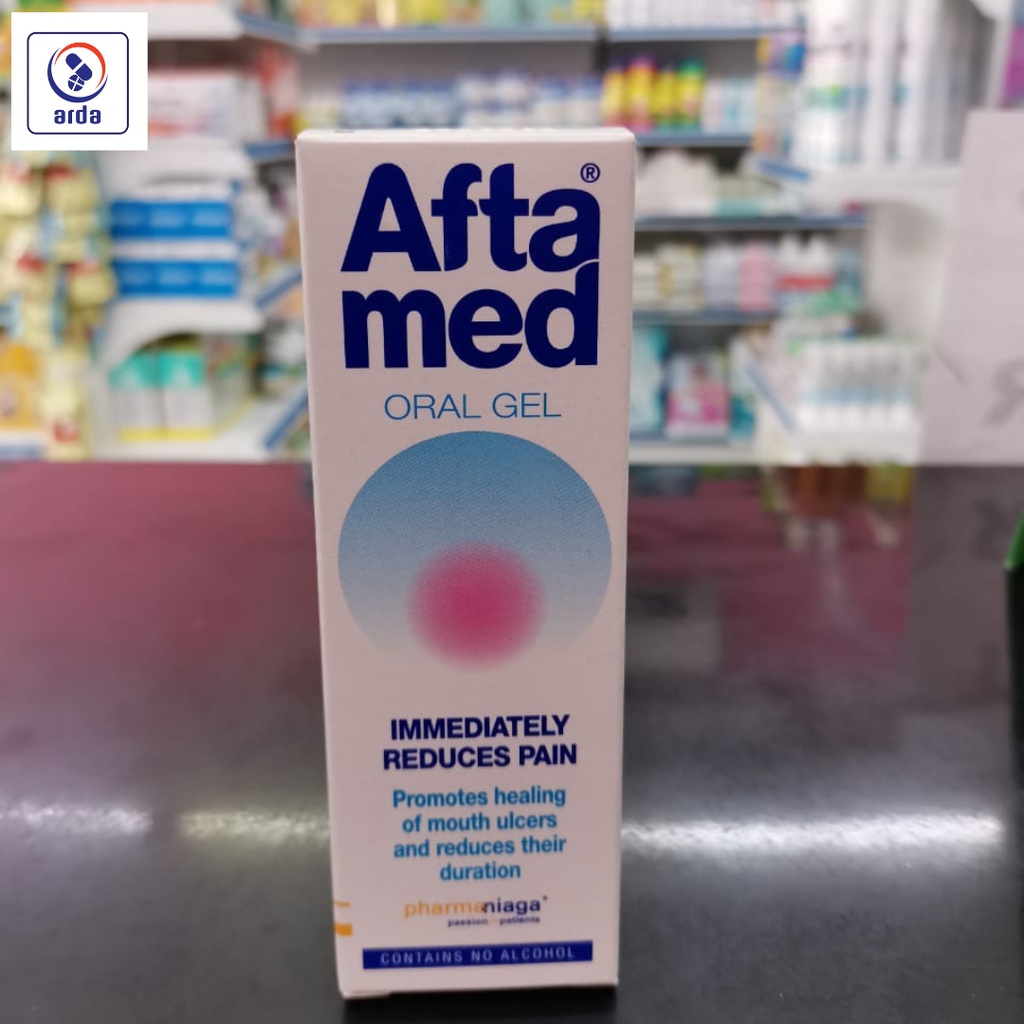 arda
Afta®
med
ORAL GEL
IMMEDIATELY
REDUCES PAIN
Promotes healing
of mouth ulcers
and reduces their
duration
pharmaniaga
CONTAINS NO ALCOHOL